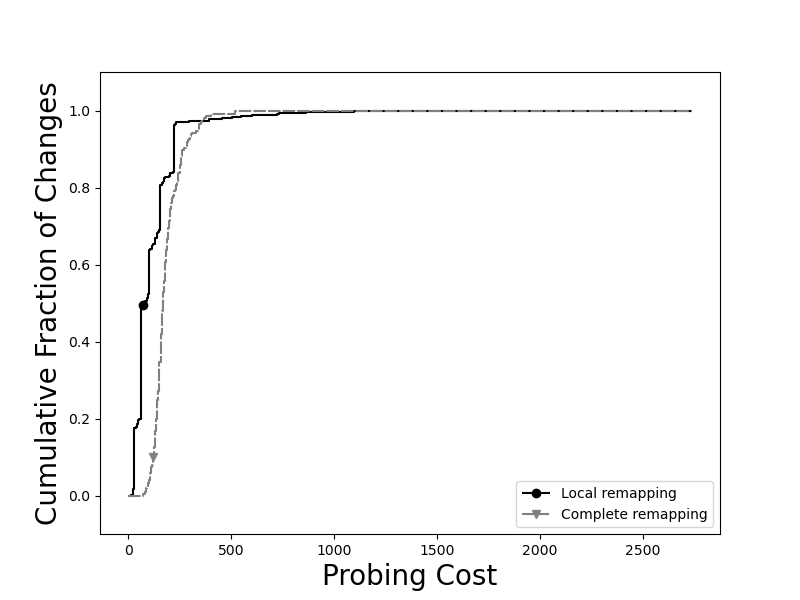 Cumulative Fraction of Changes
1.0
0.8
0.6
0.4
0.2
0.0
0 500 1000 1500 2000 2500
Probing Cost
Local remapping
Complete remapping